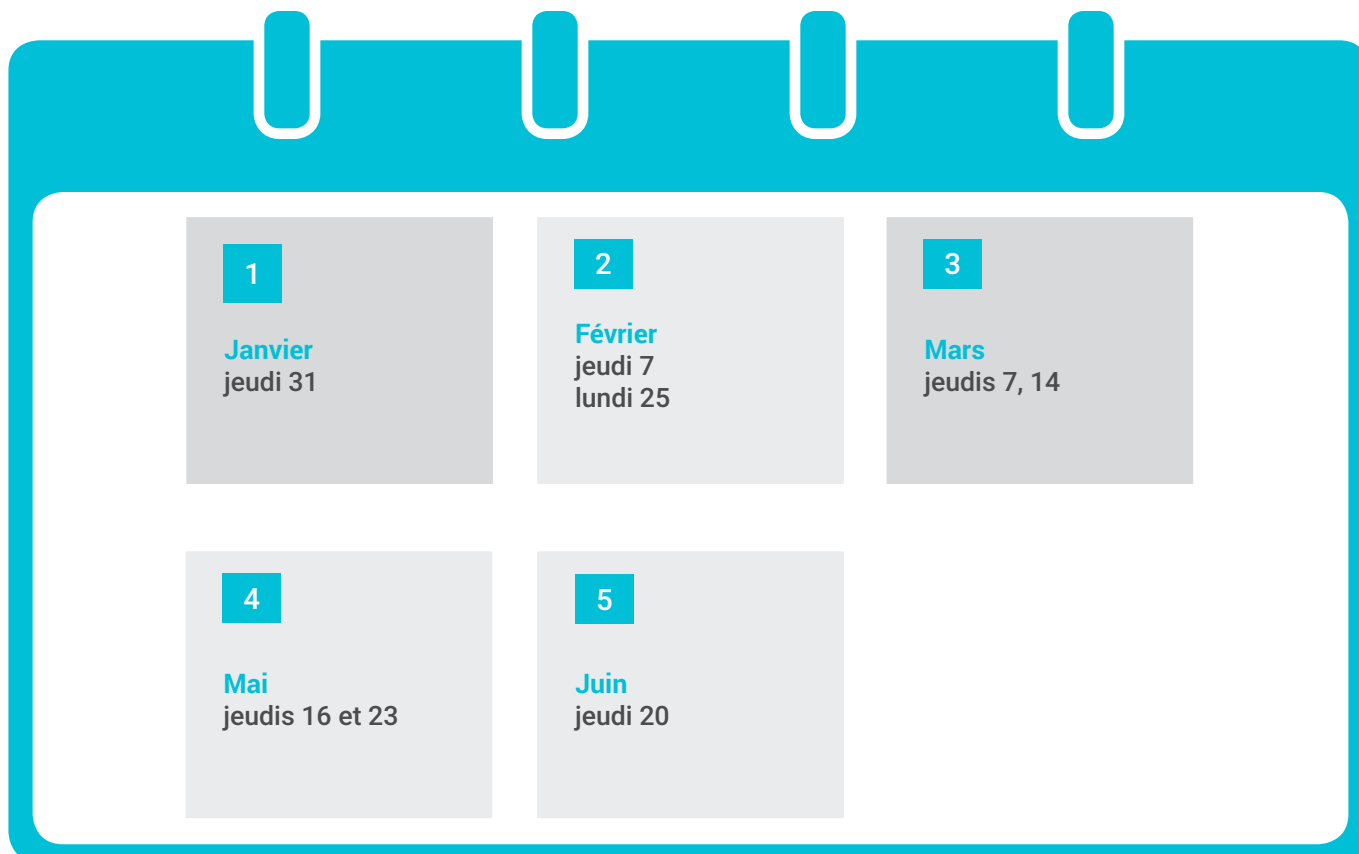 1
Janvier
jeudi 31
2
Février
jeudi 7
lundi 25
3
Mars
jeudis 7, 14
4
Mai
jeudis 16 et 23
5
Juin
jeudi 20